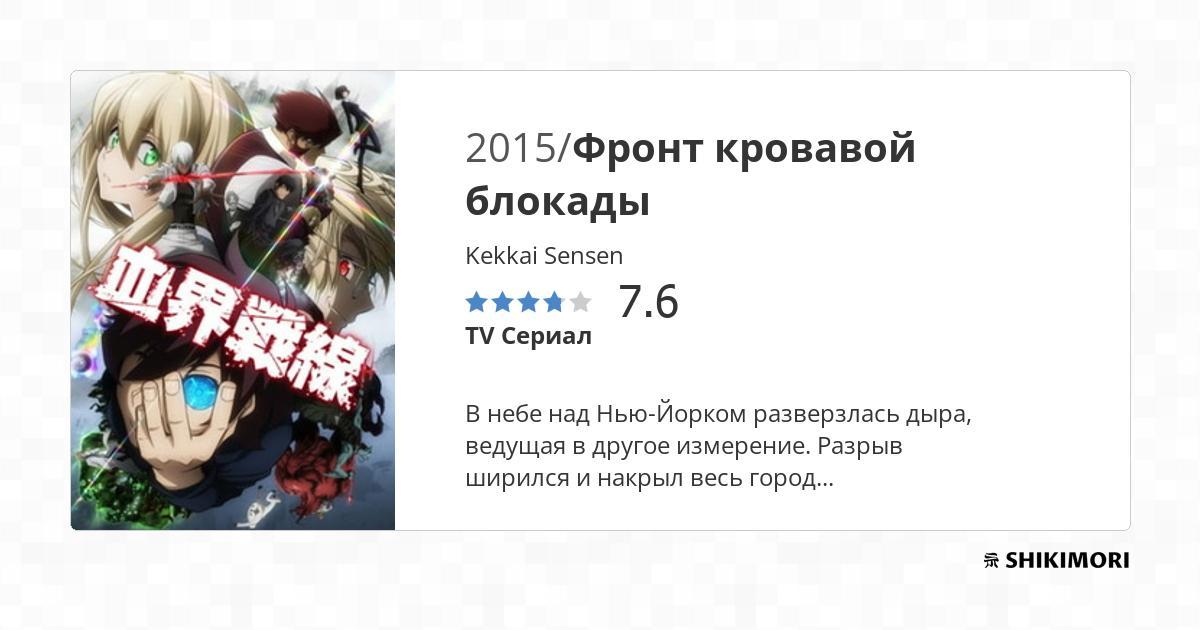 血界戦線
2015/Фронт кровавой
блокады
Kekkai Sensen
7.6
TV Сериал
В небе над Нью-Йорком разверзлась дыра,
ведущая в другое измерение. Разрыв
ширился и накрыл весь город...
SHIKIMORI